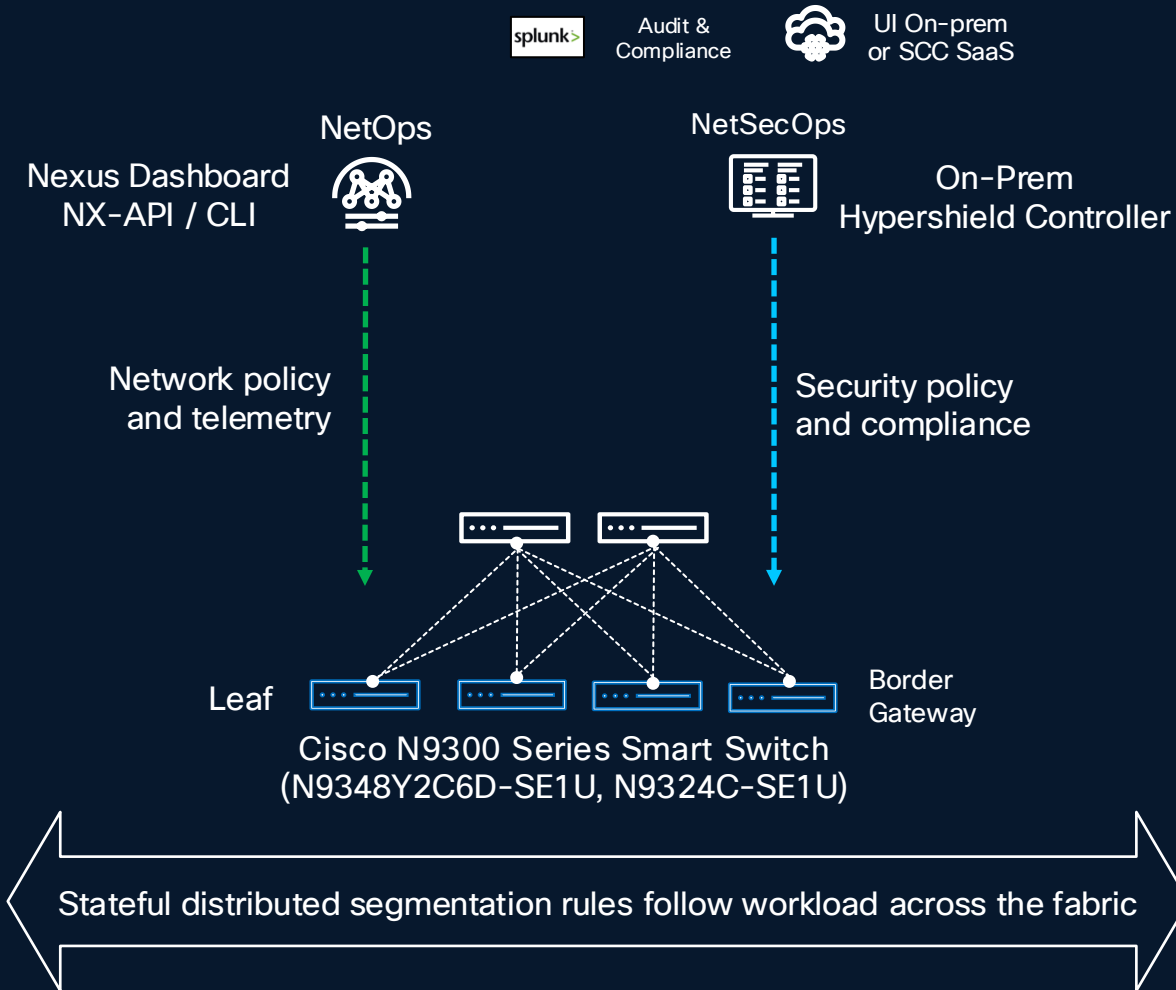 splunk>
Audit &
Compliance
UI On-prem
or SCC SaaS
NetOps
NetSecOps
Nexus Dashboard
NX-API / CLI
On-Prem
Hypershield Controller
Network policy
and telemetry
Security policy
and compliance
Leaf
Border
Gateway
Cisco N9300 Series Smart Switch
(N9348Y2C6D-SE1U, N9324C-SE1U)
Stateful distributed segmentation rules follow workload across the fabric